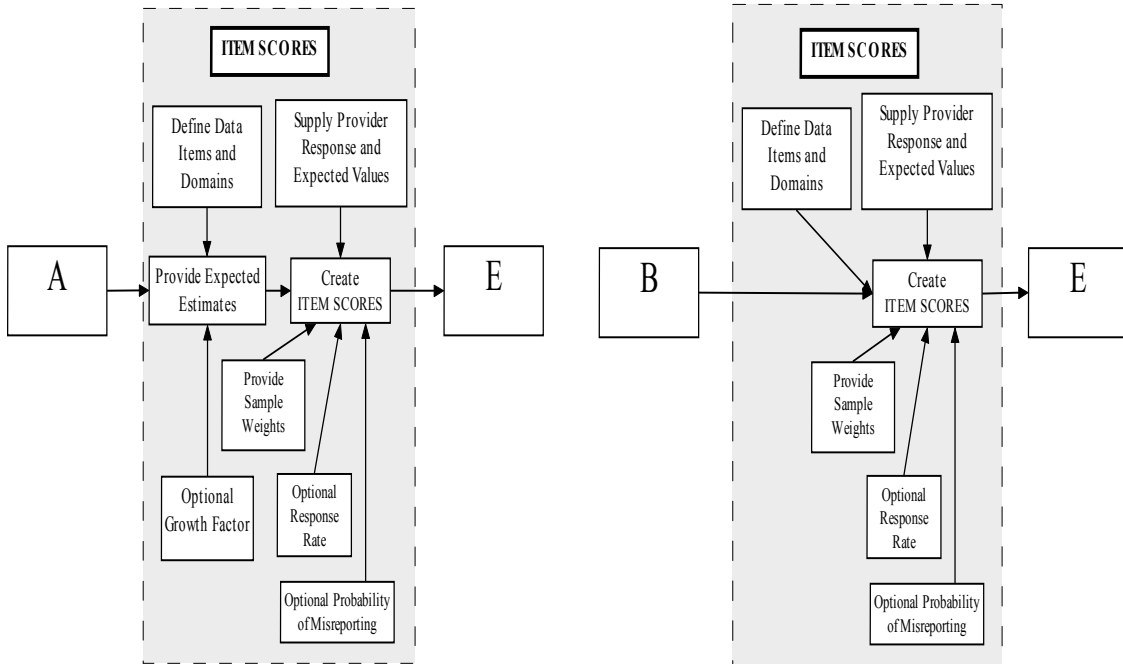 ITEM SCORES
Define Data
Items and
Domains
Supply Provider
Response and
Expected Values
A
Provide Expected
Estimates
Create
ITEM SCORES
E
Provide
Sample
Weights
Optional
Growth Factor
Optional
Response
Rate
Optional Probability
of Misreporting
ITEM SCORES
Define Data
Items and
Domains
Supply Provider
Response and
Expected Values
B
Create
ITEM SCORES
E
Provide
Sample
Weights
Optional
Response
Rate
Optional Probability
of Misreporting